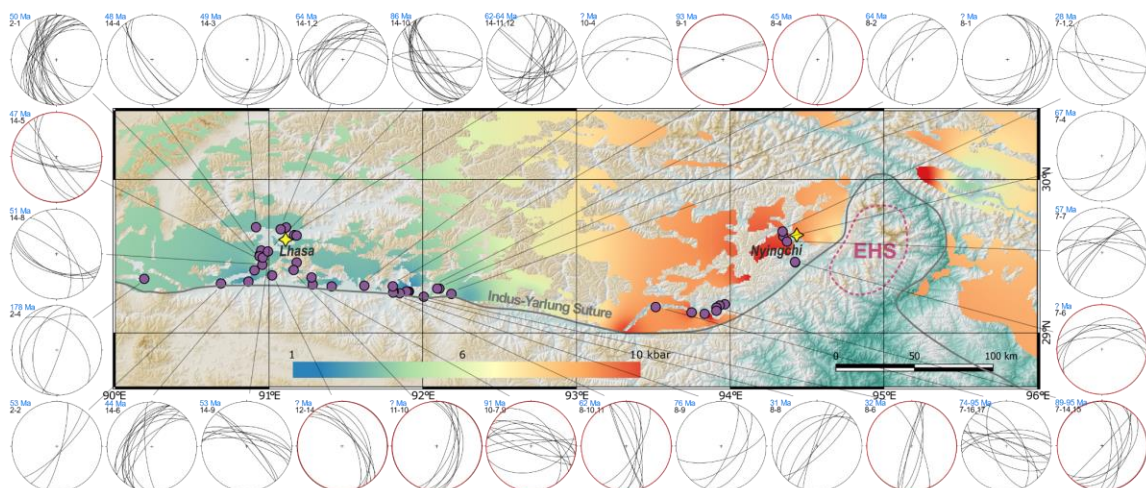 50 Ma
2-1
48 Ma
14-4
49 Ma
14-3
64 Ma
14-1,2
86 Ma
14-10
62-64 Ma
14-11,12
? Ma
10-4
93 Ma
9-1
45 Ma
8-4
64 Ma
8-2
? Ma
8-1
28 Ma
7-1,2
47 Ma
14-5
67 Ma
7-4
51 Ma
14-8
57 Ma
7-7
178 Ma
2-4
? Ma
7-6
30°N
29°N
Lhasa
Nyingchi
EHS
Indus-Yarlung Suture
1
6
10 kbar
0
50
100 km
90°E
91°E
92°E
93°E
94°E
95°E
96°E
53 Ma
2-2
44 Ma
14-6
53 Ma
14-9
? Ma
12-14
? Ma
11-10
91 Ma
10-7,9
62 Ma
8-10,11
76 Ma
8-9
31 Ma
8-8
32 Ma
8-6
74-95 Ma
7-16,17
89-95 Ma
7-14,15